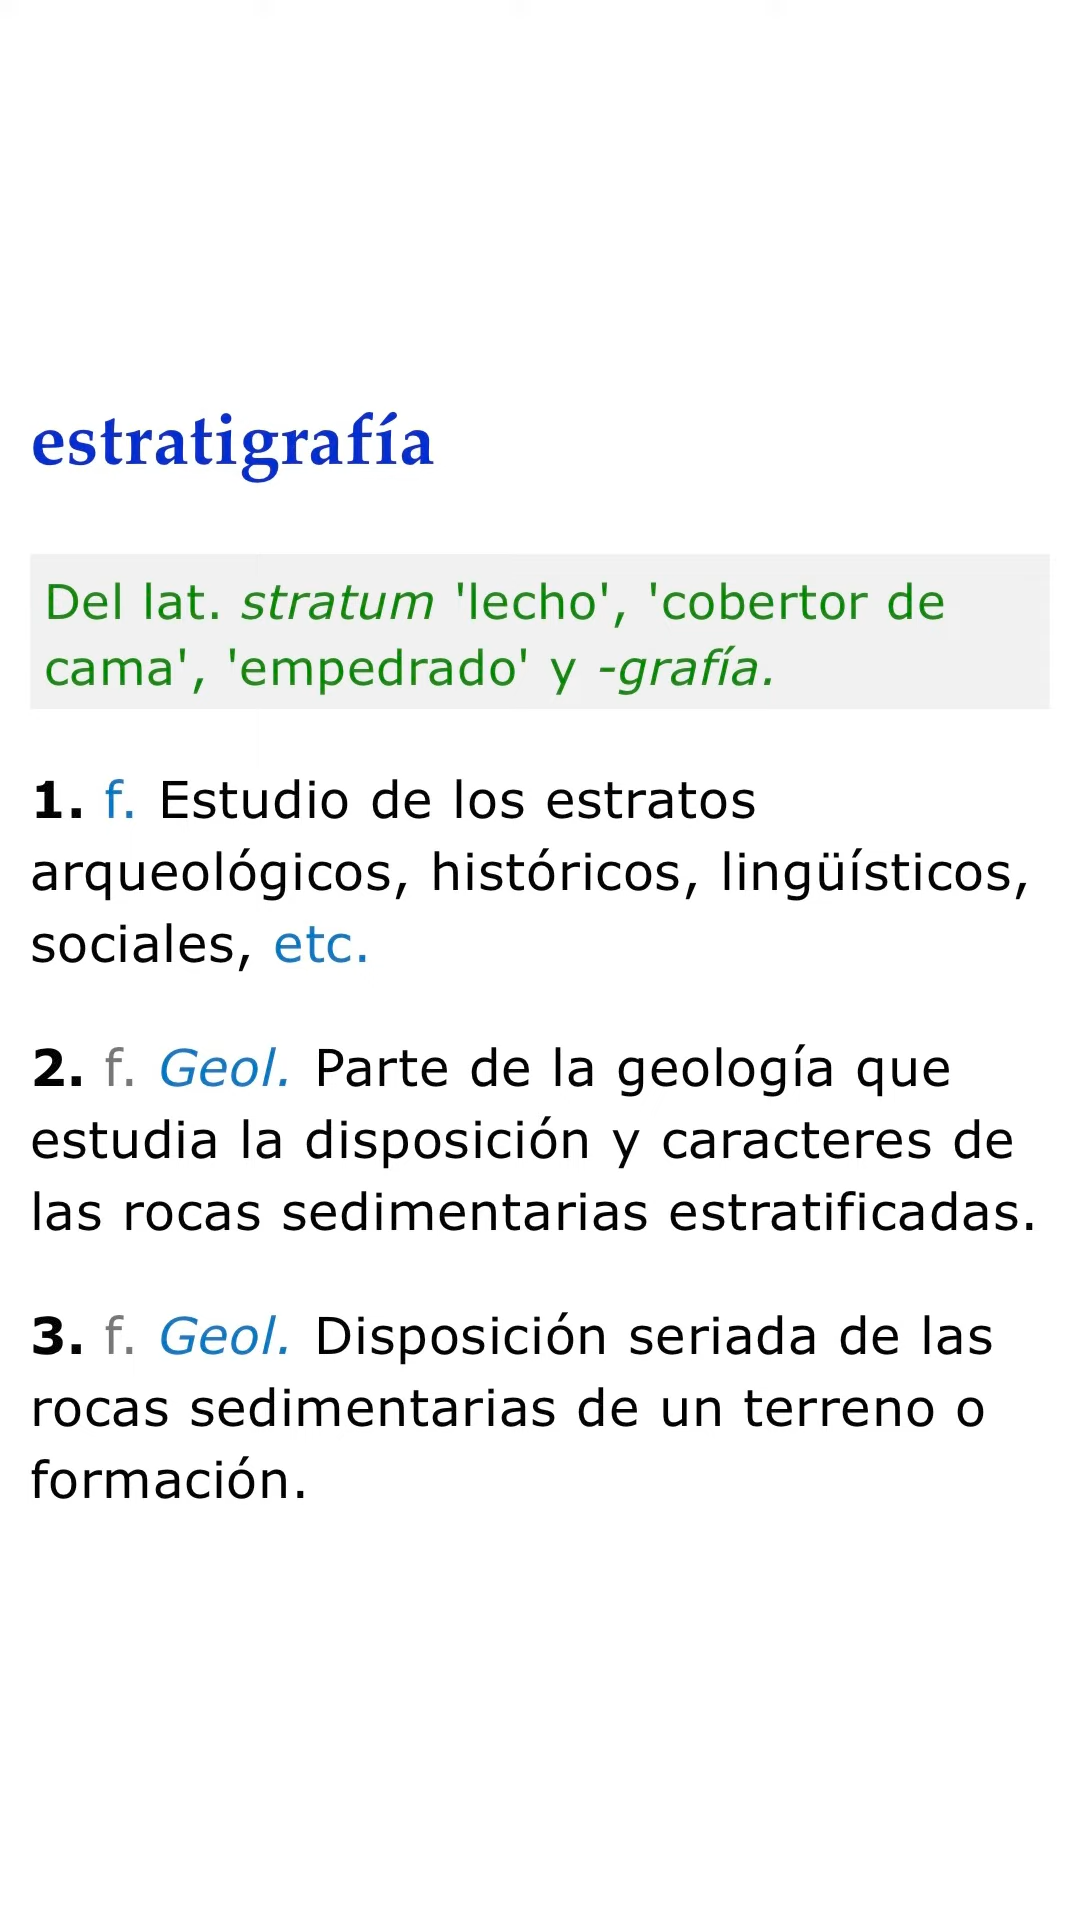 estratigrafía
Del lat. stratum 'lecho', 'cobertor de
cama', 'empedrado' y -grafía.
1. f. Estudio de los estratos
arqueológicos, históricos, lingüísticos,
sociales, etc.
2. f. Geol. Parte de la geología que
estudia la disposición y caracteres de
las rocas sedimentarias estratificadas.
3. f. Geol. Disposición seriada de las
rocas sedimentarias de un terreno o
formación.